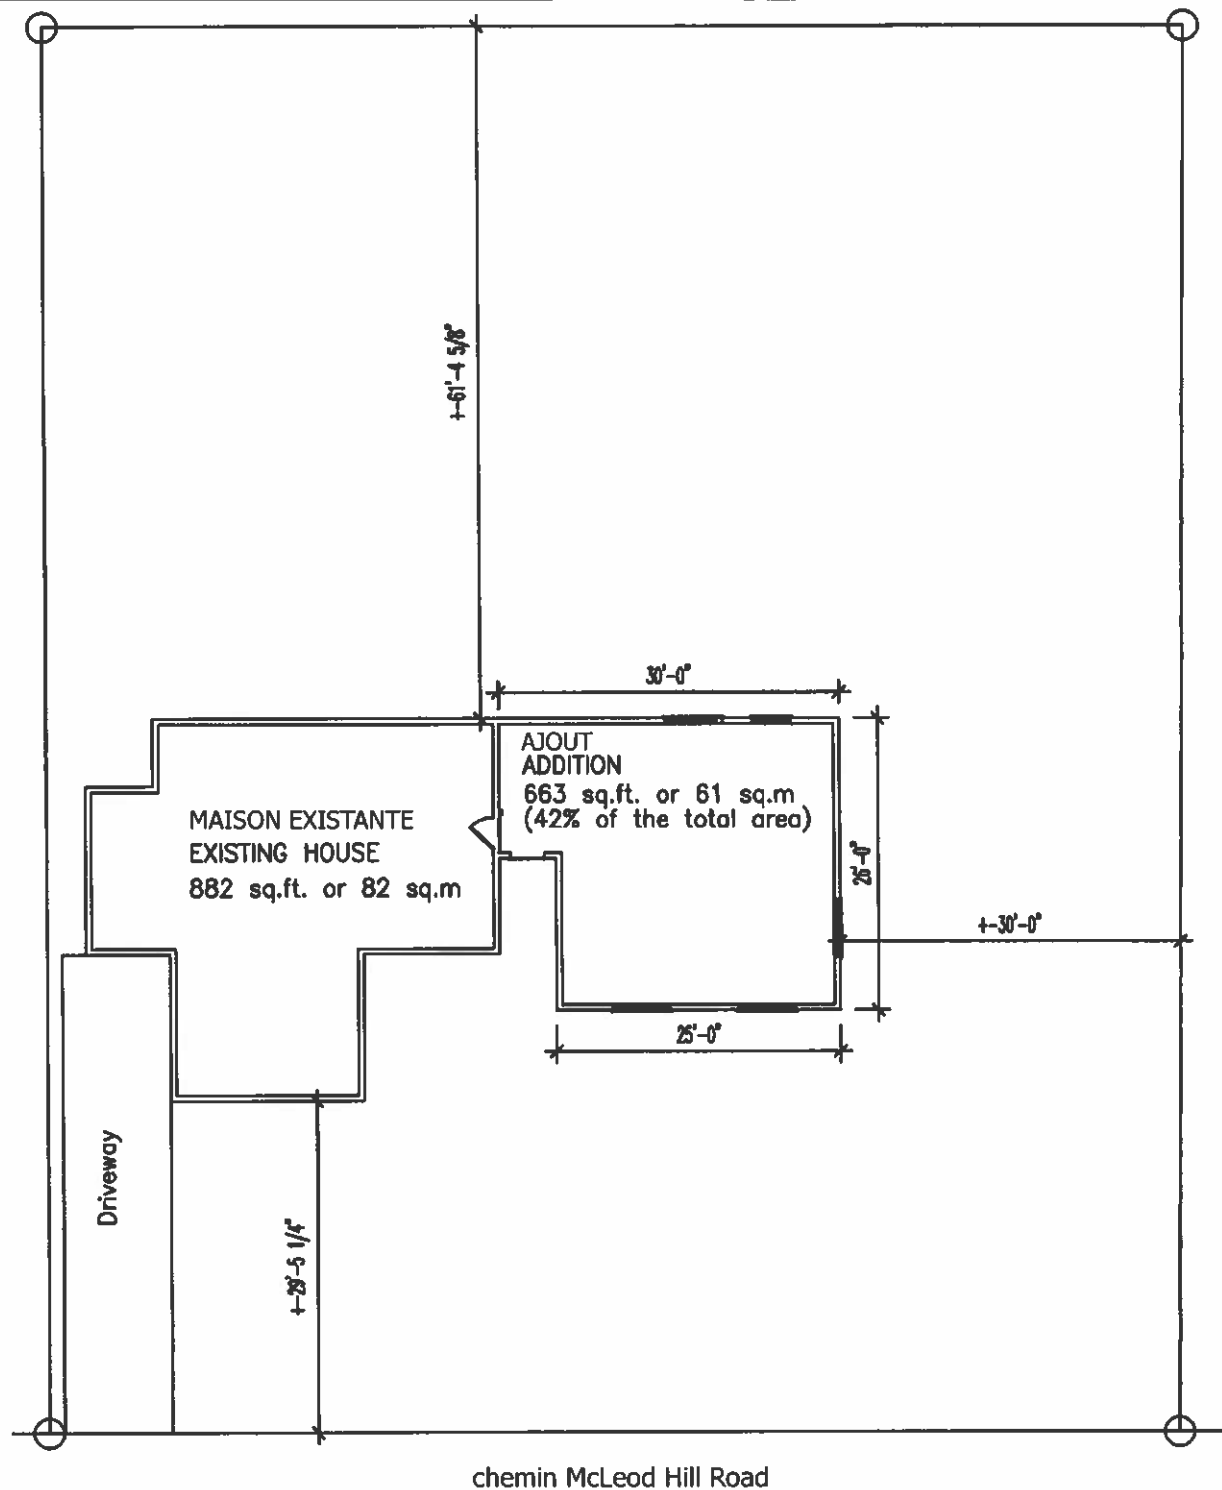 +-61'-4 5/8"
30'-0"
AJOUT
ADDITION
663 sq.ft. or 61 sq.m
(42% of the total area)
MAISON EXISTANTE
EXISTING HOUSE
882 sq.ft. or 82 sq.m
26'-0"
+-30'-0"
25'-0"
Driveway
+-29'-5 1/4"
chemin McLeod Hill Road